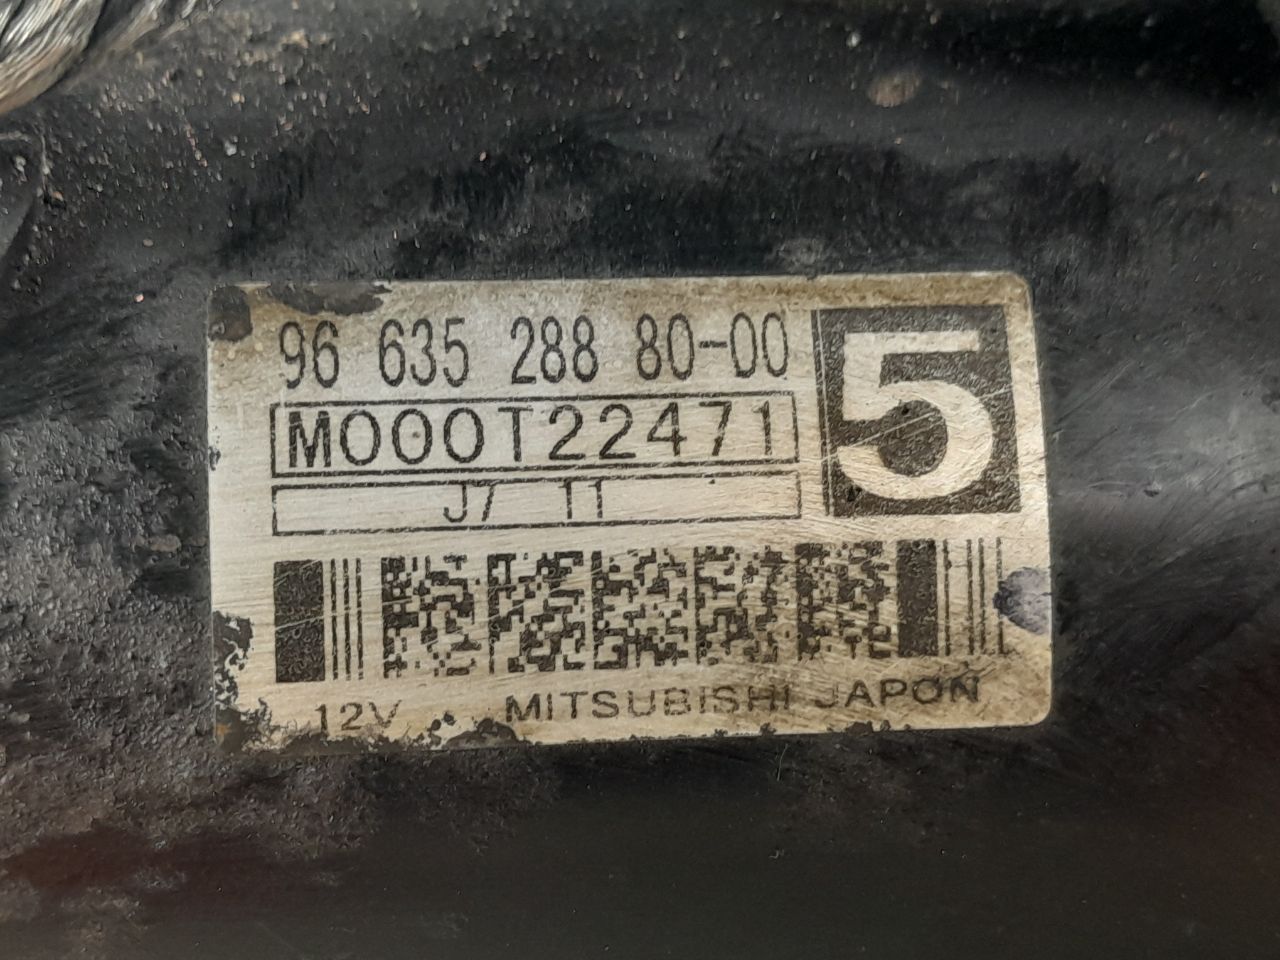 96 635 288 80-00
5
M000T22471
J7 11
12V MITSUBISHI JAPON